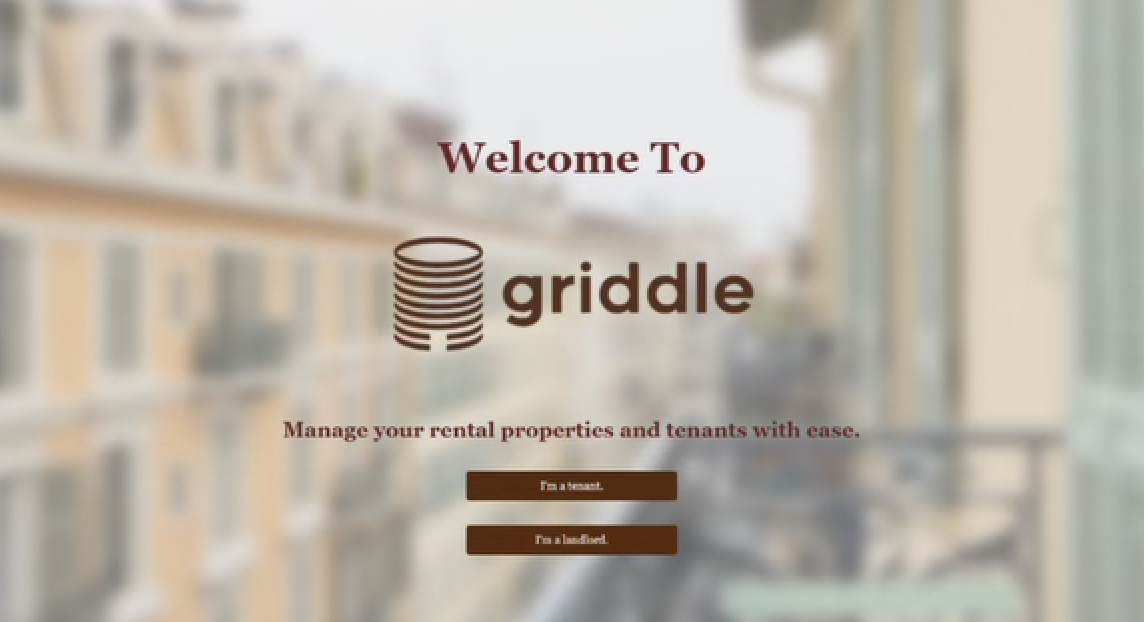 Welcome To
griddle
Manage your rental properties and tenants with ease.
I'm a tenant.
I'm a landlord.